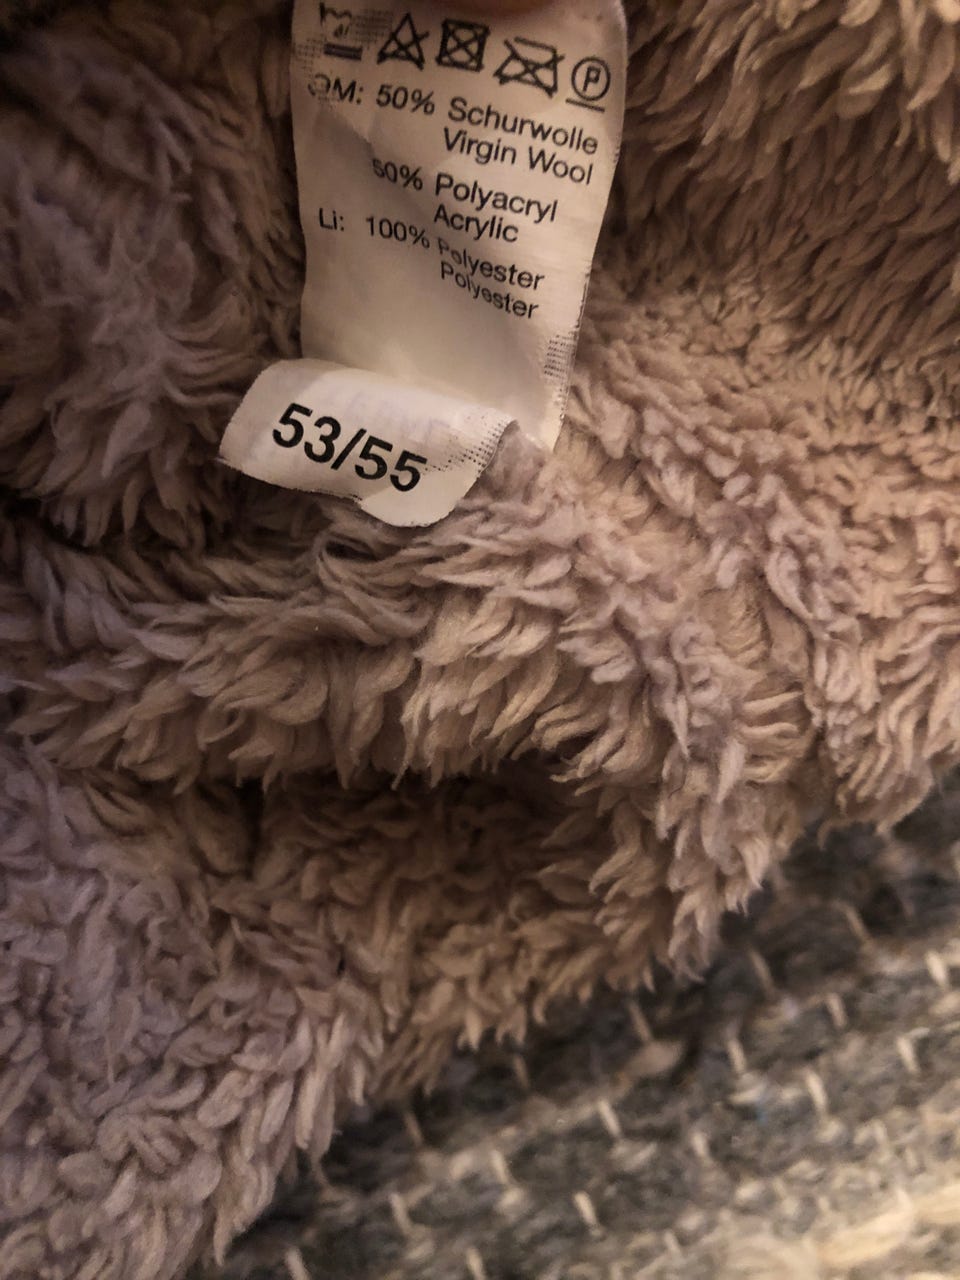 P
OM: 50% Schurwolle
Virgin Wool
50% Polyacryl
Acrylic
Li: 100% Polyester
Polyester
53/55